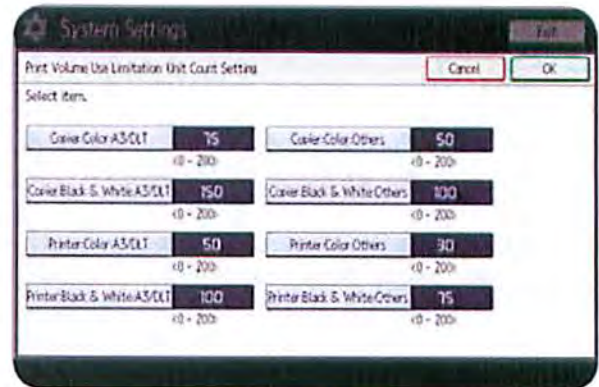 System Settings
Exit
Print Volume Use Limitation: Unit Count Setting
Cancel
OK
Select item.
Copier Color: A3/DLT 75 Copier Color: Others 50
<0 - 200> <0 - 200>
Copier Black & White: A3/DLT 150 Copier Black & White: Others 100
<0 - 200> <0 - 200>
Printer Color: A3/DLT 50 Printer Color: Others 30
<0 - 200> <0 - 200>
Printer Black & White: A3/DLT 100 Printer Black & White: Others 75
<0 - 200> <0 - 200>